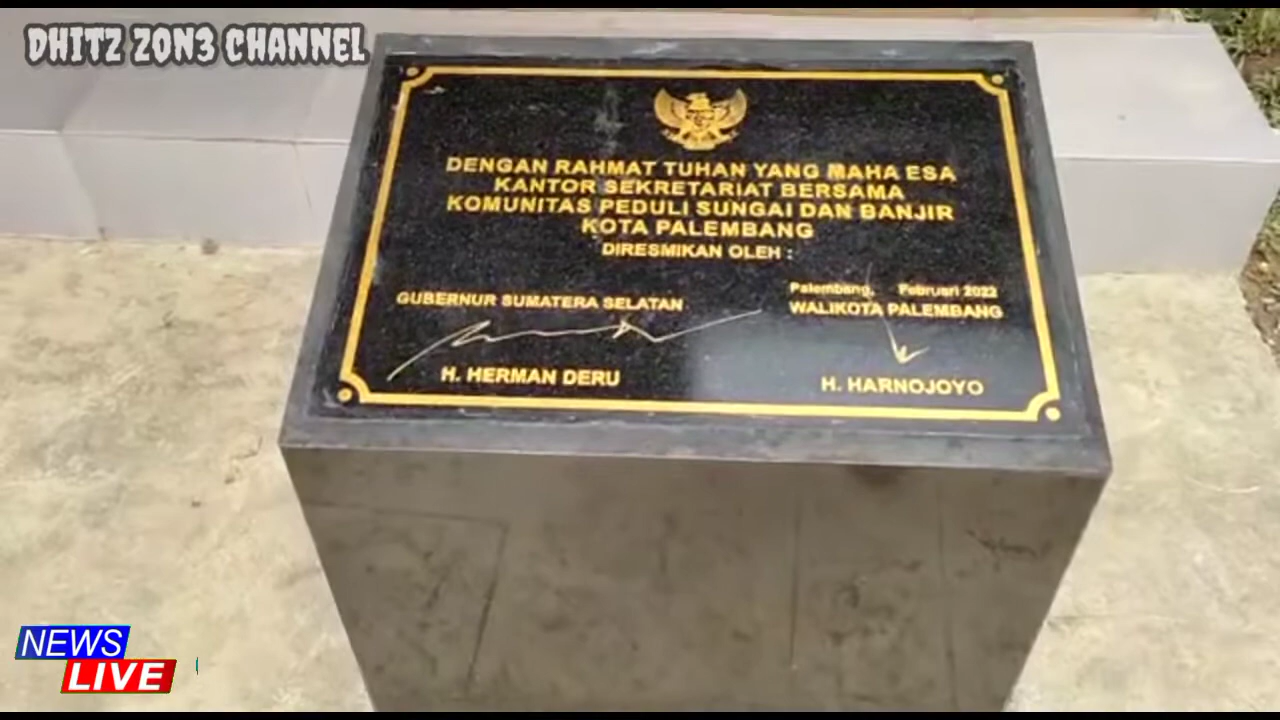 DHITZ ZON3 CHANNEL
DENGAN RAHMAT TUHAN YANG MAHA ESA
KANTOR SEKRETARIAT BERSAMA
KOMUNITAS PEDULI SUNGAI DAN BANJIR
KOTA PALEMBANG
DIRESMIKAN OLEH :
Palembang, Februari 2022
GUBERNUR SUMATERA SELATAN
WALIKOTA PALEMBANG
H. HERMAN DERU
H. HARNOJOYO
NEWS
LIVE